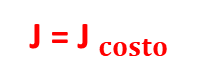 J = J costo